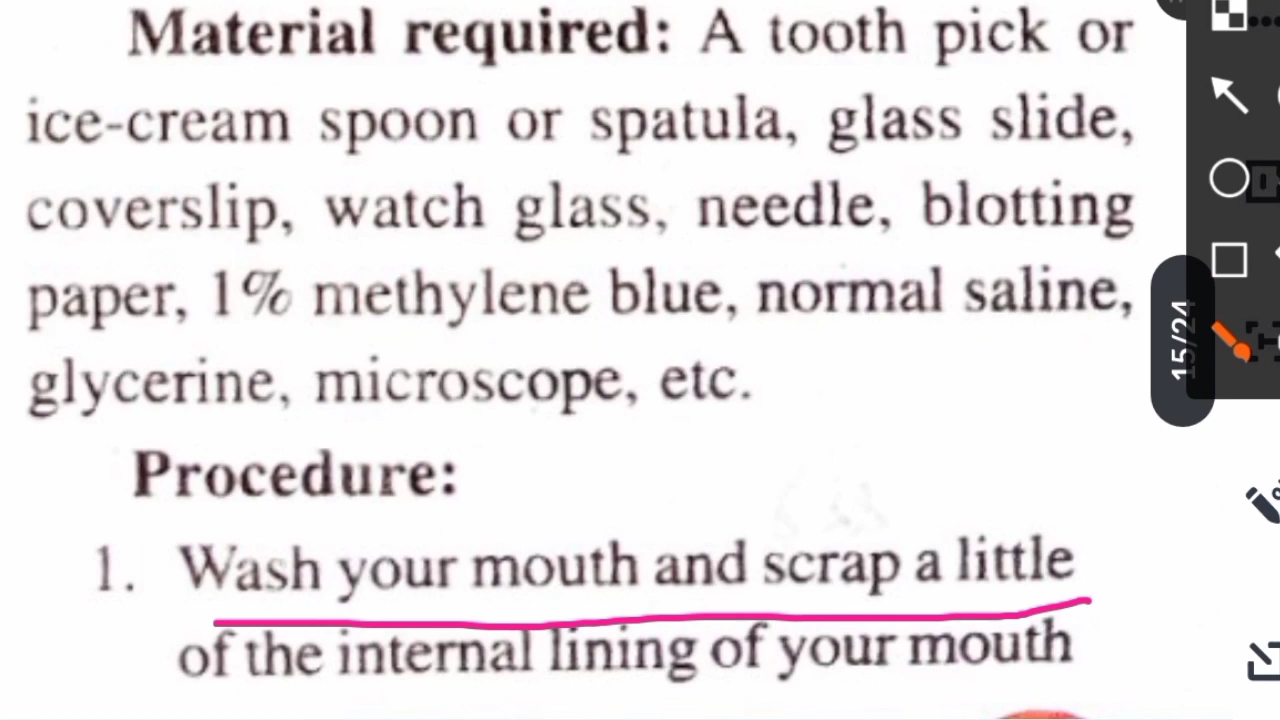 Material required: A tooth pick or
ice-cream spoon or spatula, glass slide,
coverslip, watch glass, needle, blotting
paper, 1% methylene blue, normal saline,
glycerine, microscope, etc.
Procedure:
1. Wash your mouth and scrap a little
of the internal lining of your mouth
15/24